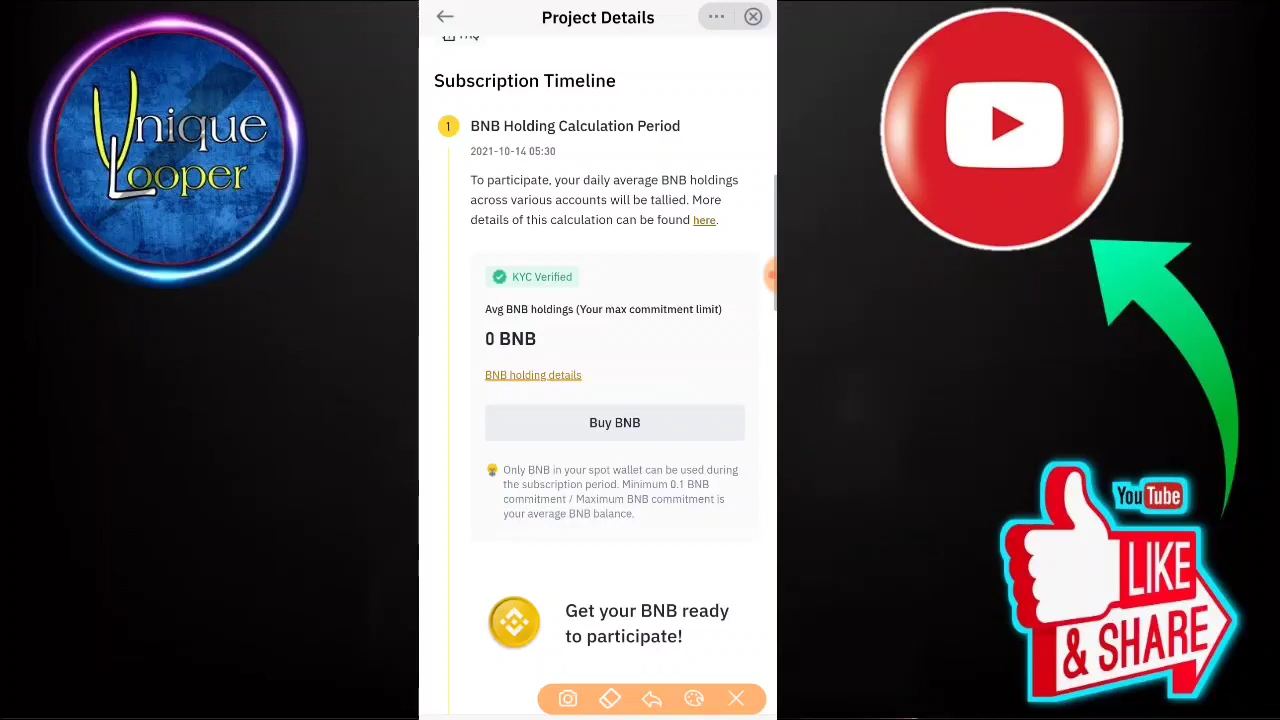 Unique
Looper
Project Details
FAQ
Subscription Timeline
1
BNB Holding Calculation Period
2021-10-14 05:30
To participate, your daily average BNB holdings
across various accounts will be tallied. More
details of this calculation can be found here.
KYC Verified
Avg BNB holdings (Your max commitment limit)
0 BNB
BNB holding details
Buy BNB
Only BNB in your spot wallet can be used during
the subscription period. Minimum 0.1 BNB
commitment / Maximum BNB commitment is
your average BNB balance.
Get your BNB ready
to participate!
YouTube
LIKE
& SHARE